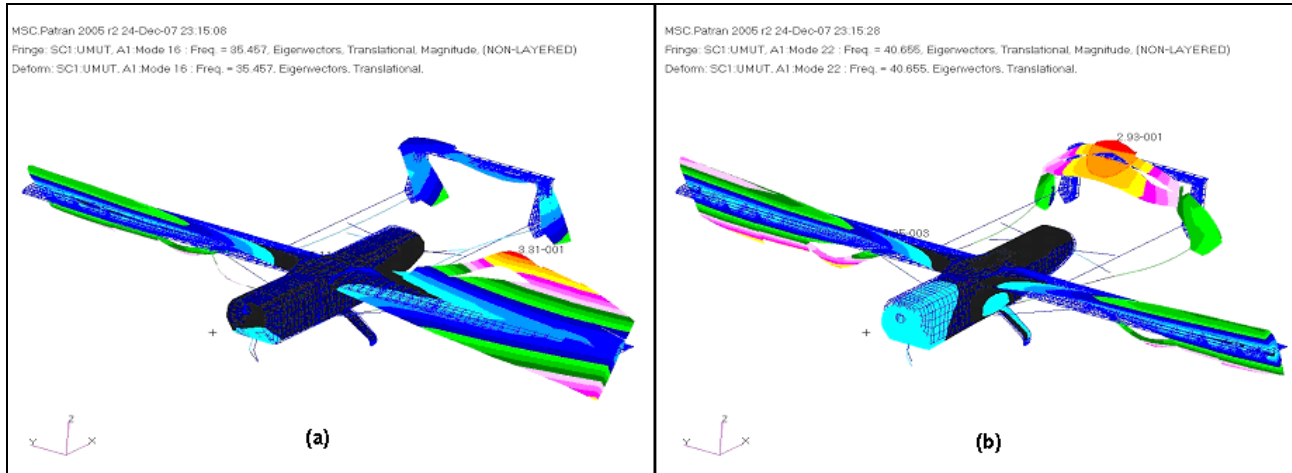 MSC.Patran 2005 r2 24-Dec-07 23:15:08
Fringe: SC1:UMUT, A1:Mode 16 : Freq. = 35.457, Eigenvectors, Translational, Magnitude, (NON-LAYERED)
Deform: SC1:UMUT, A1:Mode 16 : Freq. = 35.457, Eigenvectors, Translational,
3.31-001
Z
Y
X
(a)
MSC.Patran 2005 r2 24-Dec-07 23:15:28
Fringe: SC1:UMUT, A1:Mode 22 : Freq. = 40.655, Eigenvectors, Translational, Magnitude, (NON-LAYERED)
Deform: SC1:UMUT, A1:Mode 22 : Freq. = 40.655, Eigenvectors, Translational,
2.93-001
Z
Y
X
(b)